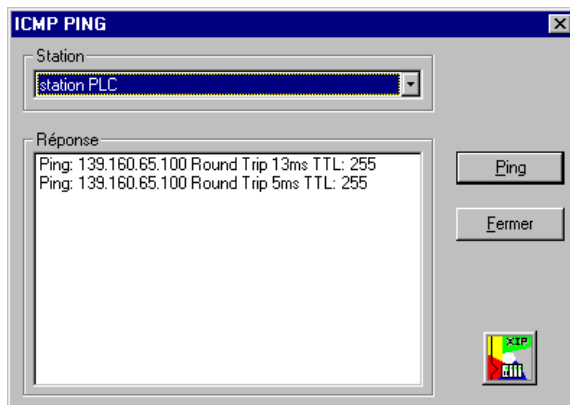 ICMP PING
Station
station PLC
Réponse
Ping: 139.160.65.100 Round Trip 13ms TTL: 255
Ping: 139.160.65.100 Round Trip 5ms TTL: 255
Ping
Fermer
XIP